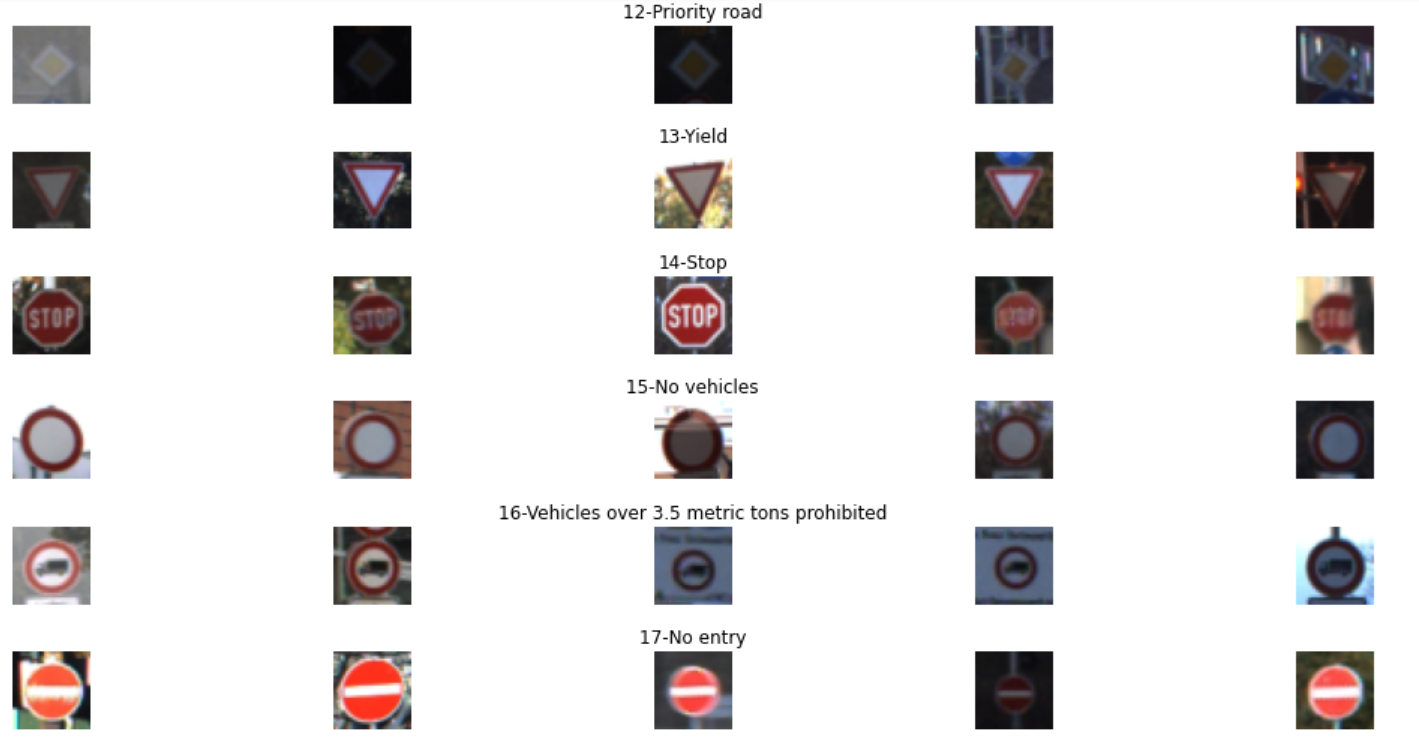 12-Priority road
13-Yield
14-Stop
STOP STOP STOP STOP
15-No vehicles
16-Vehicles over 3.5 metric tons prohibited
17-No entry